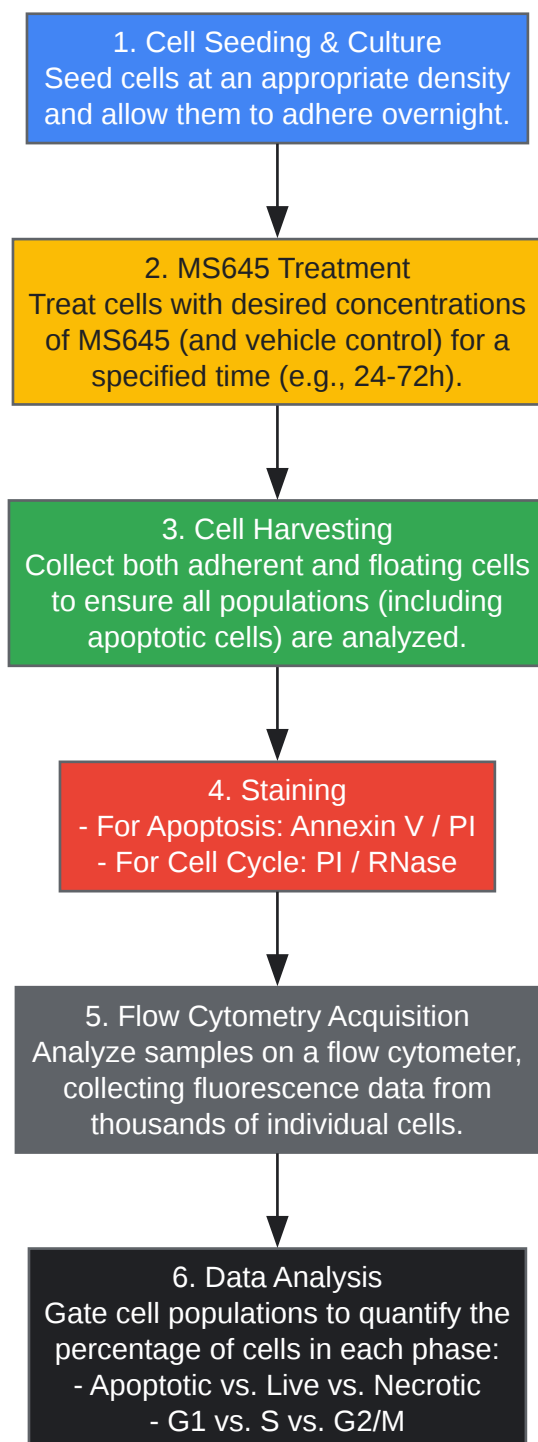 1. Cell Seeding & Culture
Seed cells at an appropriate density
and allow them to adhere overnight.
2. MS645 Treatment
Treat cells with desired concentrations
of MS645 (and vehicle control) for a
specified time (e.g., 24-72h).
3. Cell Harvesting
Collect both adherent and floating cells
to ensure all populations (including
apoptotic cells) are analyzed.
4. Staining
- For Apoptosis: Annexin V / PI
- For Cell Cycle: PI / RNase
5. Flow Cytometry Acquisition
Analyze samples on a flow cytometer,
collecting fluorescence data from
thousands of individual cells.
6. Data Analysis
Gate cell populations to quantify the
percentage of cells in each phase:
- Apoptotic vs. Live vs. Necrotic
- G1 vs. S vs. G2/M